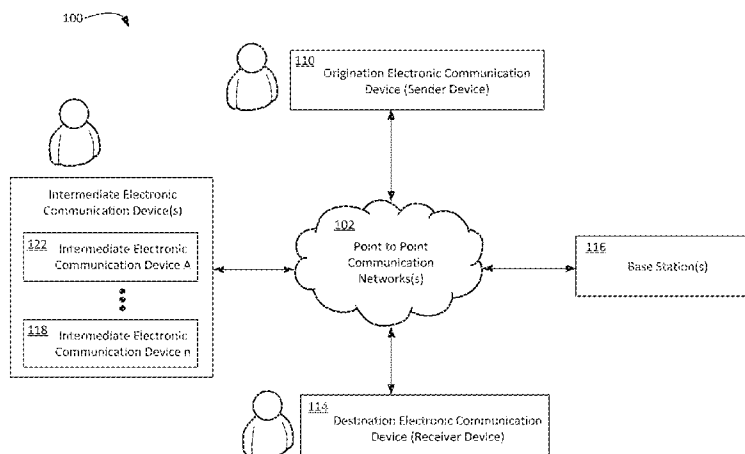 100
110
Origination Electronic Communication
Device (Sender Device)
Intermediate Electronic
Communication Device(s)
122
Intermediate Electronic
Communication Device A
118
Intermediate Electronic
Communication Device n
102
Point to Point
Communication
Networks(s)
116
Base Station(s)
114
Destination Electronic Communication
Device (Receiver Device)